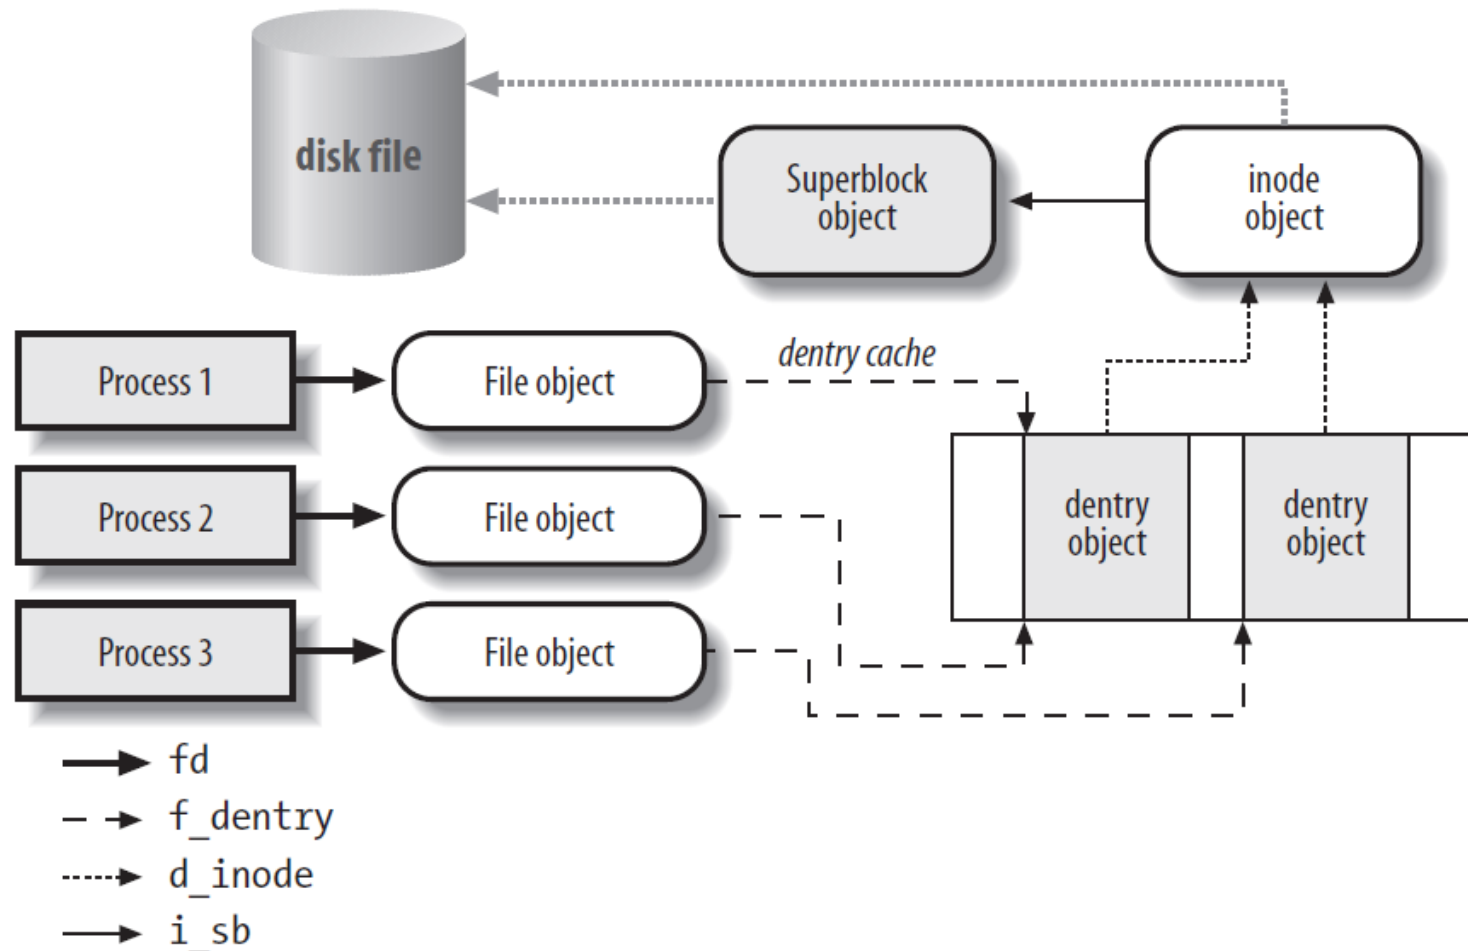 disk file
Superblock
object
inode
object
Process 1
File object
dentry cache
Process 2
File object
dentry
object
dentry
object
Process 3
File object
fd
f_dentry
d_inode
i_sb